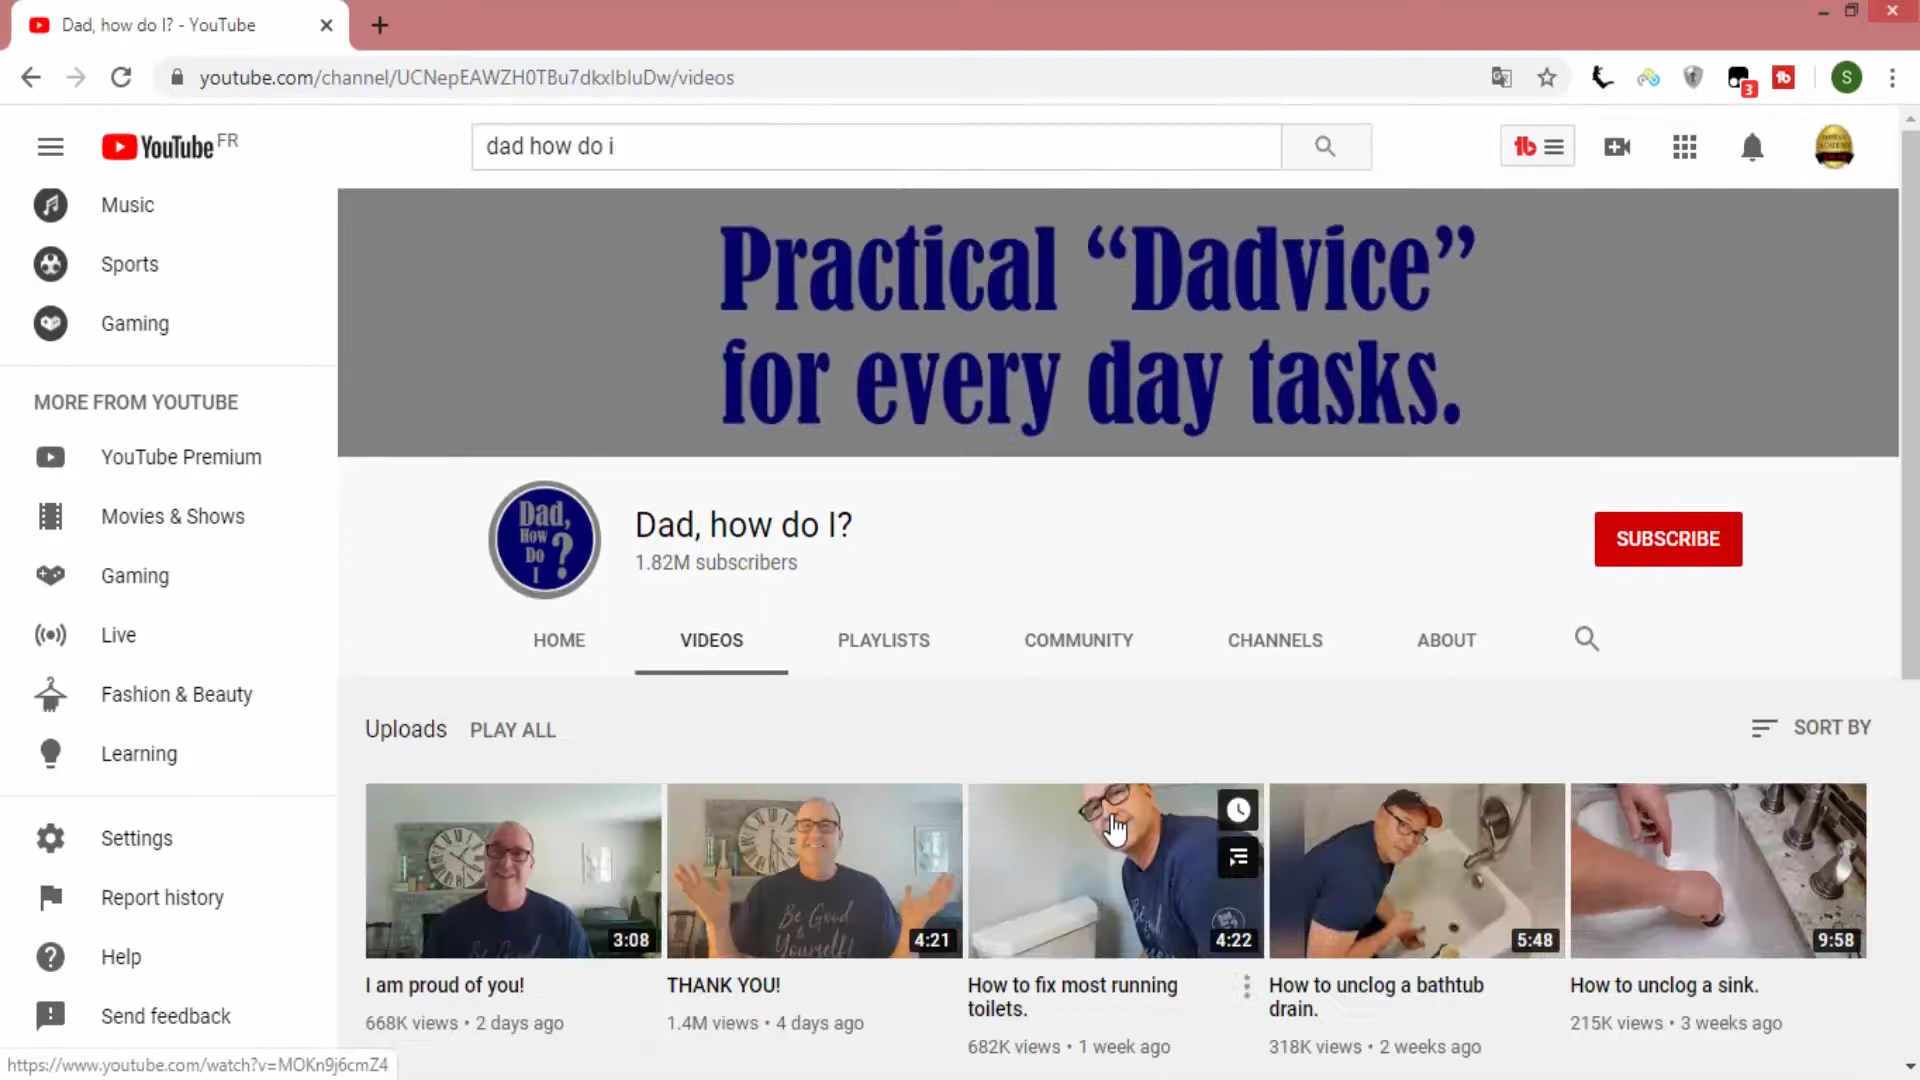 Dad, how do I? - YouTube
youtube.com/channel/UCNepEAWZH0TBu7dkxIbIuDw/videos
3
S
YouTube FR
dad how do i
Music
Sports
Gaming
MORE FROM YOUTUBE
YouTube Premium
Movies & Shows
Gaming
Live
Fashion & Beauty
Learning
Settings
Report history
Help
Send feedback
https://www.youtube.com/watch?v=MOKn9j6cmZ4
Practical “Dadvice”
for every day tasks.
Dad,
How
Do
I
?
Dad, how do I?
1.82M subscribers
SUBSCRIBE
HOME
VIDEOS
PLAYLISTS
COMMUNITY
CHANNELS
ABOUT
Uploads
PLAY ALL
SORT BY
3:08
I am proud of you!
668K views • 2 days ago
Be Good
Yourself!
4:21
THANK YOU!
1.4M views • 4 days ago
4:22
How to fix most running
toilets.
682K views • 1 week ago
5:48
How to unclog a bathtub
drain.
318K views • 2 weeks ago
9:58
How to unclog a sink.
215K views • 3 weeks ago